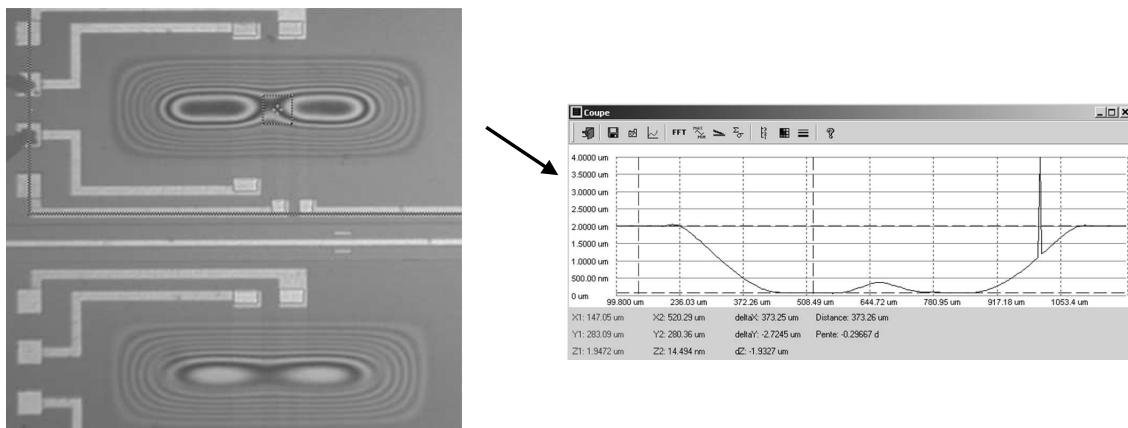 Coupe
FFT
4.0000 um
3.5000 um
3.0000 um
2.5000 um
2.0000 um
1.5000 um
1.0000 um
500.00 nm
0 um
99.800 um 236.03 um 372.26 um 508.49 um 644.72 um 780.95 um 917.18 um 1053.4 um
X1: 147.05 um X2: 520.29 um deltaX: 373.25 um Distance: 373.26 um
Y1: 283.09 um Y2: 280.36 um deltaY: -2.7245 um Pente: -0.29667 d
Z1: 1.9472 um Z2: 14.494 nm dZ: -1.9327 um